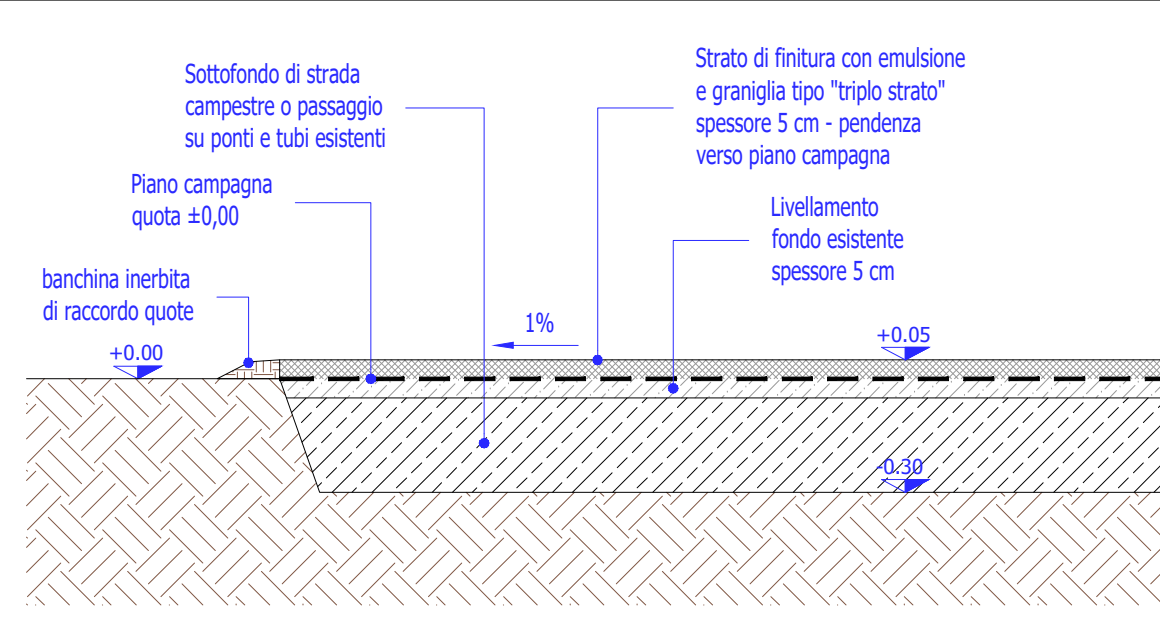 Sottofondo di strada
campestre o passaggio
su ponti e tubi esistenti
Strato di finitura con emulsione
e graniglia tipo "triplo strato"
spessore 5 cm - pendenza
verso piano campagna
Piano campagna
quota ±0,00
Livellamento
fondo esistente
spessore 5 cm
banchina inerbita
di raccordo quote
1%
+0.00
+0.05
-0.30